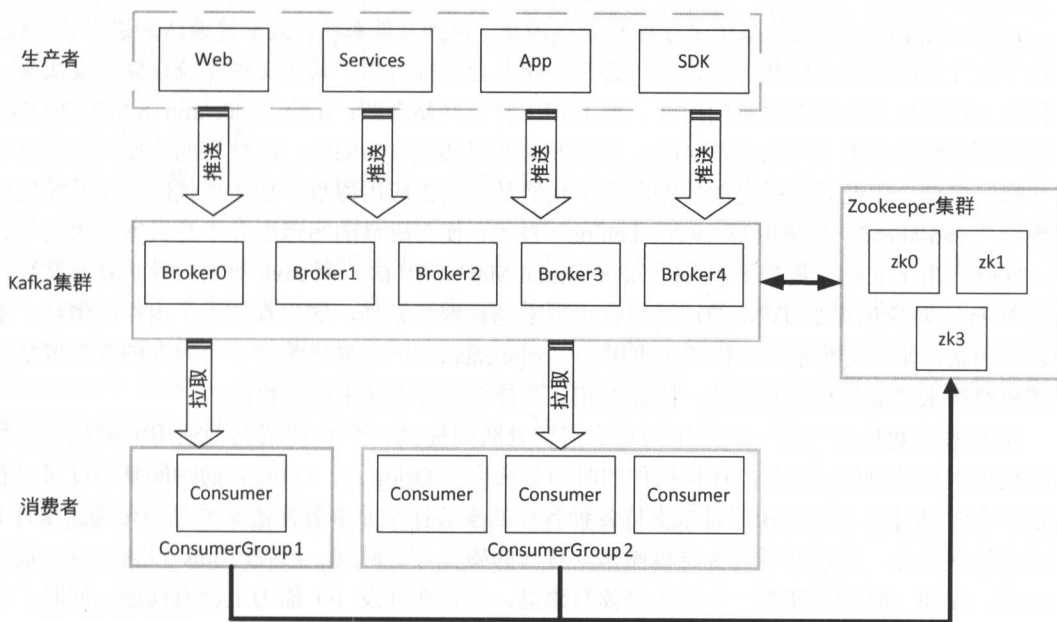 生产者
Web
Services
App
SDK
推送
推送
推送
推送
Zookeeper集群
zk0
zk1
zk3
Kafka集群
Broker0
Broker1
Broker2
Broker3
Broker4
拉取
拉取
消费者
Consumer
ConsumerGroup1
Consumer
Consumer
Consumer
ConsumerGroup2